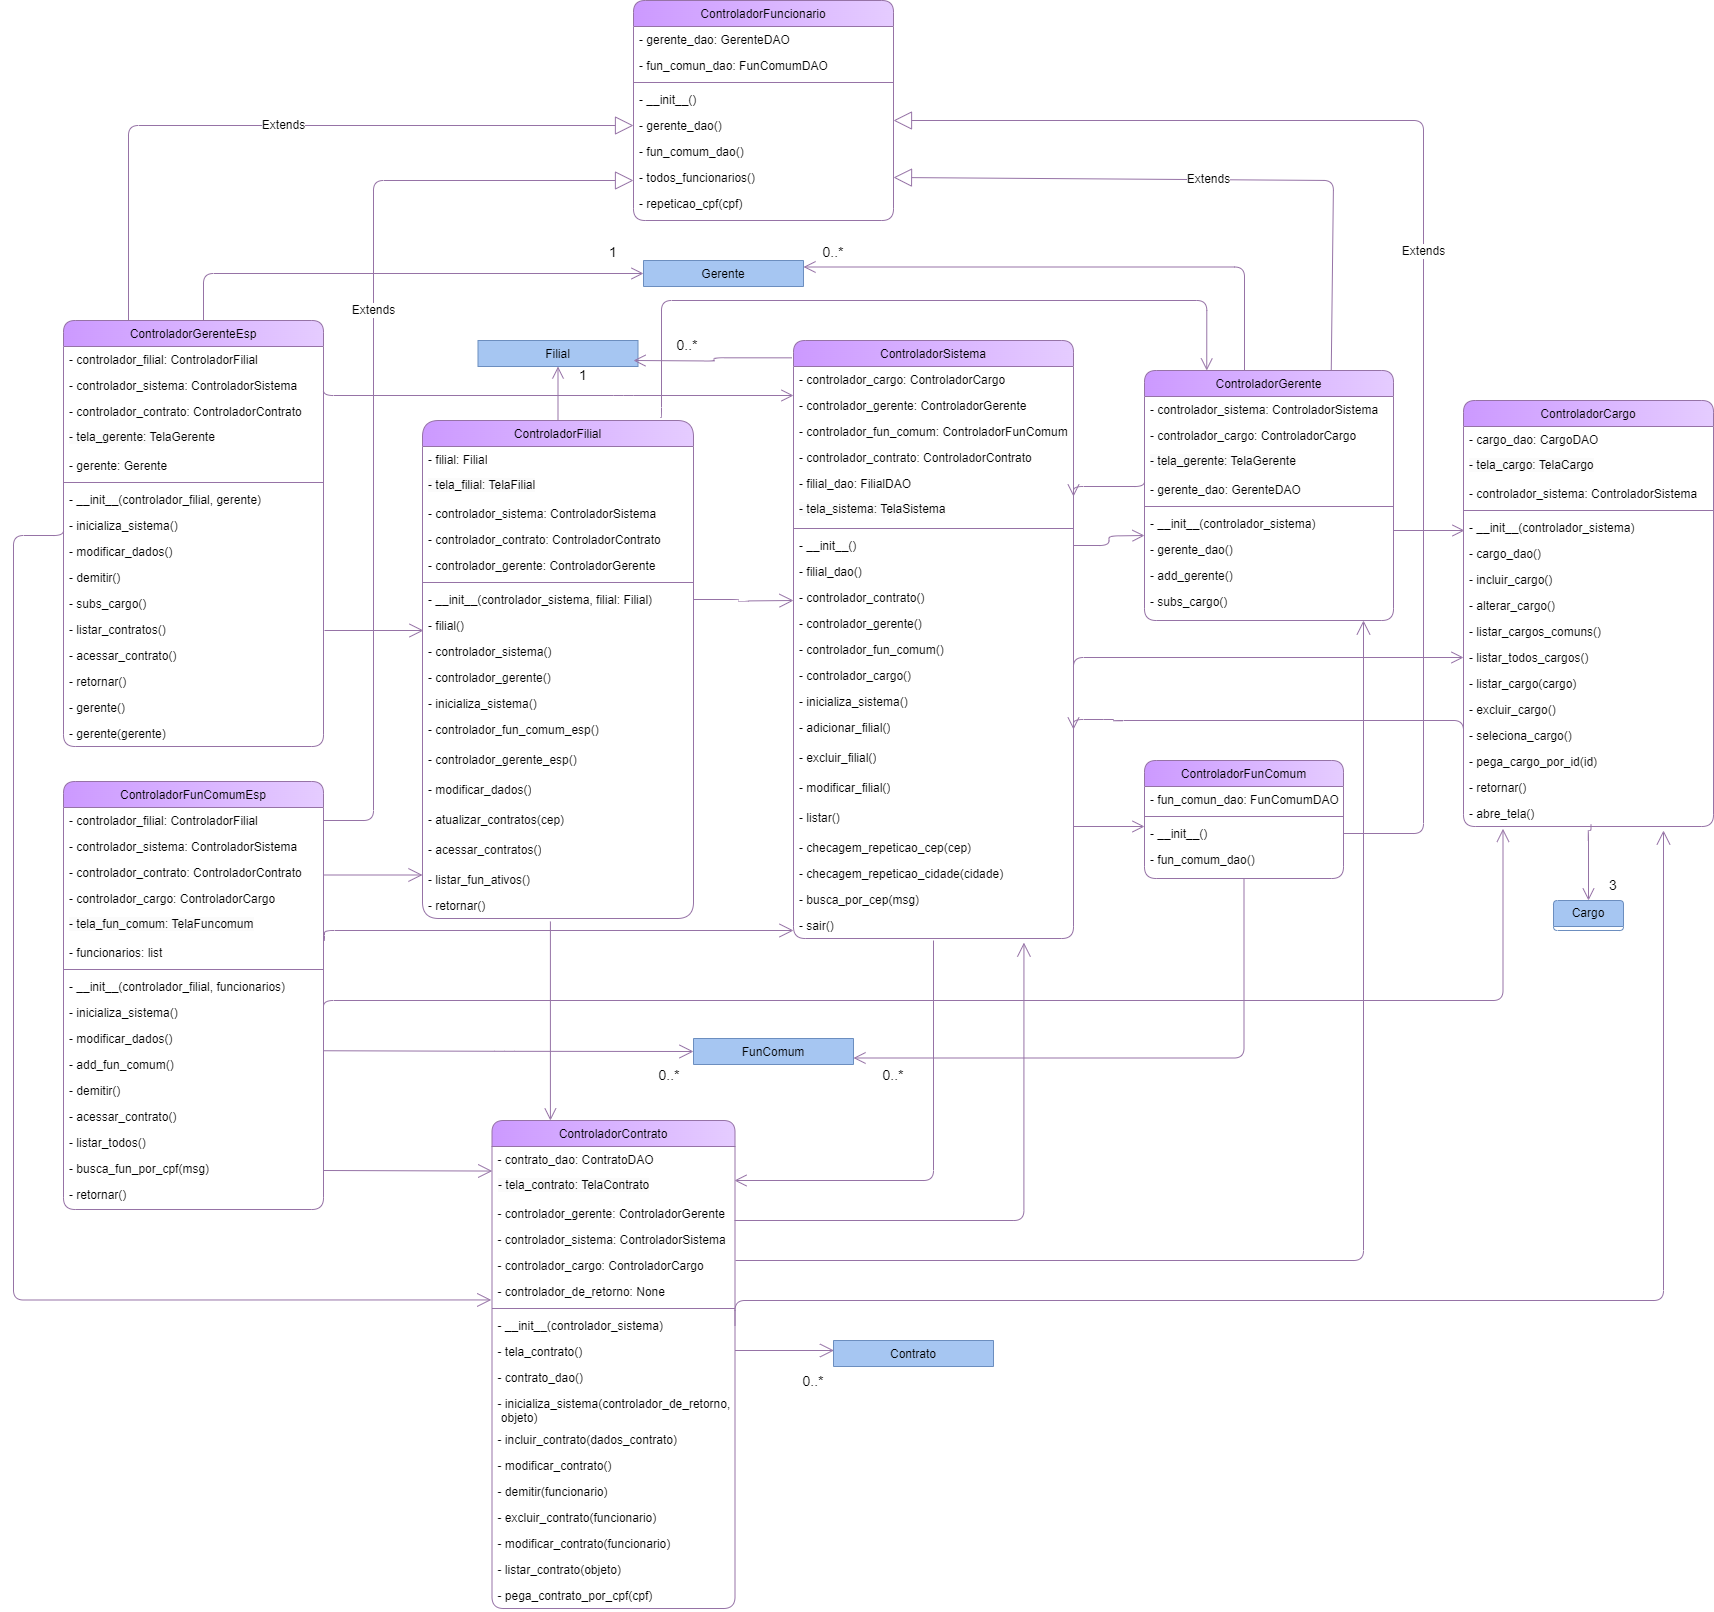 ControladorFuncionario
- gerente_dao: GerenteDAO
- fun_comun_dao: FunComumDAO
- __init__()
- gerente_dao()
- fun_comum_dao()
- todos_funcionarios()
- repeticao_cpf(cpf)
Extends
Extends
Extends
Extends
1
Gerente
0..*
ControladorGerenteEsp
- controlador_filial: ControladorFilial
- controlador_sistema: ControladorSistema
- controlador_contrato: ControladorContrato
- tela_gerente: TelaGerente
- gerente: Gerente
- __init__(controlador_filial, gerente)
- inicializa_sistema()
- modificar_dados()
- demitir()
- subs_cargo()
- listar_contratos()
- acessar_contrato()
- retornar()
- gerente()
- gerente(gerente)
Filial
0..*
1
ControladorFilial
- filial: Filial
- tela_filial: TelaFilial
- controlador_sistema: ControladorSistema
- controlador_contrato: ControladorContrato
- controlador_gerente: ControladorGerente
- __init__(controlador_sistema, filial: Filial)
- filial()
- controlador_sistema()
- controlador_gerente()
- inicializa_sistema()
- controlador_fun_comum_esp()
- controlador_gerente_esp()
- modificar_dados()
- atualizar_contratos(cep)
- acessar_contratos()
- listar_fun_ativos()
- retornar()
ControladorSistema
- controlador_cargo: ControladorCargo
- controlador_gerente: ControladorGerente
- controlador_fun_comum: ControladorFunComum
- controlador_contrato: ControladorContrato
- filial_dao: FilialDAO
- tela_sistema: TelaSistema
- __init__()
- filial_dao()
- controlador_contrato()
- controlador_gerente()
- controlador_fun_comum()
- controlador_cargo()
- inicializa_sistema()
- adicionar_filial()
- excluir_filial()
- modificar_filial()
- listar()
- checagem_repeticao_cep(cep)
- checagem_repeticao_cidade(cidade)
- busca_por_cep(msg)
- sair()
ControladorGerente
- controlador_sistema: ControladorSistema
- controlador_cargo: ControladorCargo
- tela_gerente: TelaGerente
- gerente_dao: GerenteDAO
- __init__(controlador_sistema)
- gerente_dao()
- add_gerente()
- subs_cargo()
ControladorCargo
- cargo_dao: CargoDAO
- tela_cargo: TelaCargo
- controlador_sistema: ControladorSistema
- __init__(controlador_sistema)
- cargo_dao()
- incluir_cargo()
- alterar_cargo()
- listar_cargos_comuns()
- listar_todos_cargos()
- listar_cargo(cargo)
- excluir_cargo()
- seleciona_cargo()
- pega_cargo_por_id(id)
- retornar()
- abre_tela()
ControladorFunComum
- fun_comun_dao: FunComumDAO
- __init__()
- fun_comum_dao()
3
Cargo
ControladorFunComumEsp
- controlador_filial: ControladorFilial
- controlador_sistema: ControladorSistema
- controlador_contrato: ControladorContrato
- controlador_cargo: ControladorCargo
- tela_fun_comum: TelaFuncomum
- funcionarios: list
- __init__(controlador_filial, funcionarios)
- inicializa_sistema()
- modificar_dados()
- add_fun_comum()
- demitir()
- acessar_contrato()
- listar_todos()
- busca_fun_por_cpf(msg)
- retornar()
FunComum
0..*
0..*
ControladorContrato
- contrato_dao: ContratoDAO
- tela_contrato: TelaContrato
- controlador_gerente: ControladorGerente
- controlador_sistema: ControladorSistema
- controlador_cargo: ControladorCargo
- controlador_de_retorno: None
- __init__(controlador_sistema)
- tela_contrato()
- contrato_dao()
- inicializa_sistema(controlador_de_retorno,
objeto)
- incluir_contrato(dados_contrato)
- modificar_contrato()
- demitir(funcionario)
- excluir_contrato(funcionario)
- modificar_contrato(funcionario)
- listar_contrato(objeto)
- pega_contrato_por_cpf(cpf)
Contrato
0..*